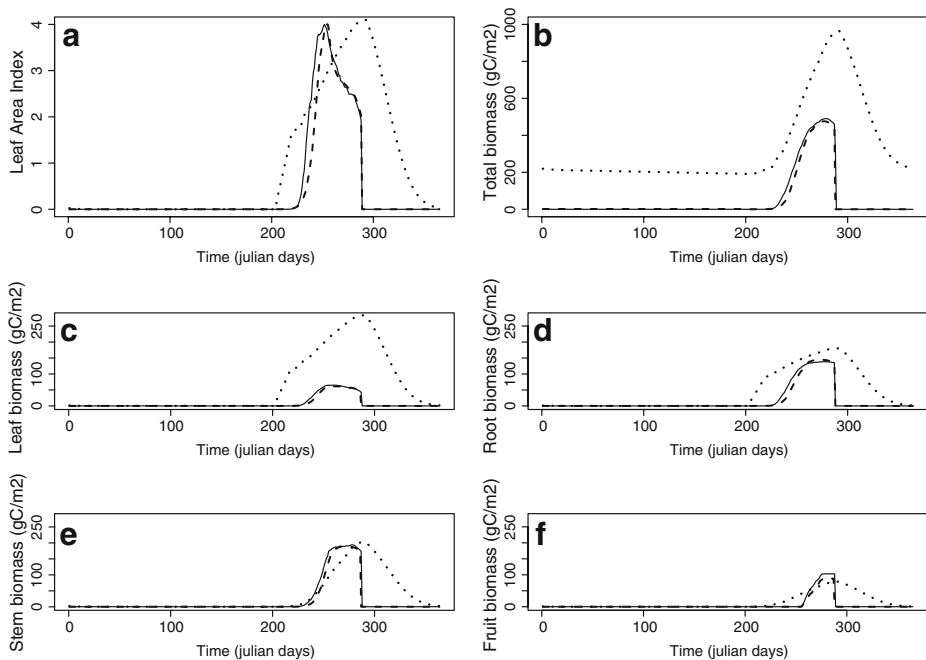 a
Leaf Area Index
4
3
2
1
0
0 100 200 300
Time (julian days)
b
Total biomass (gC/m2)
1000
600
200
0
0 100 200 300
Time (julian days)
c
Leaf biomass (gC/m2)
250
100
0
0 100 200 300
Time (julian days)
d
Root biomass (gC/m2)
250
100
0
0 100 200 300
Time (julian days)
e
Stem biomass (gC/m2)
250
100
0
0 100 200 300
Time (julian days)
f
Fruit biomass (gC/m2)
250
100
0
0 100 200 300
Time (julian days)